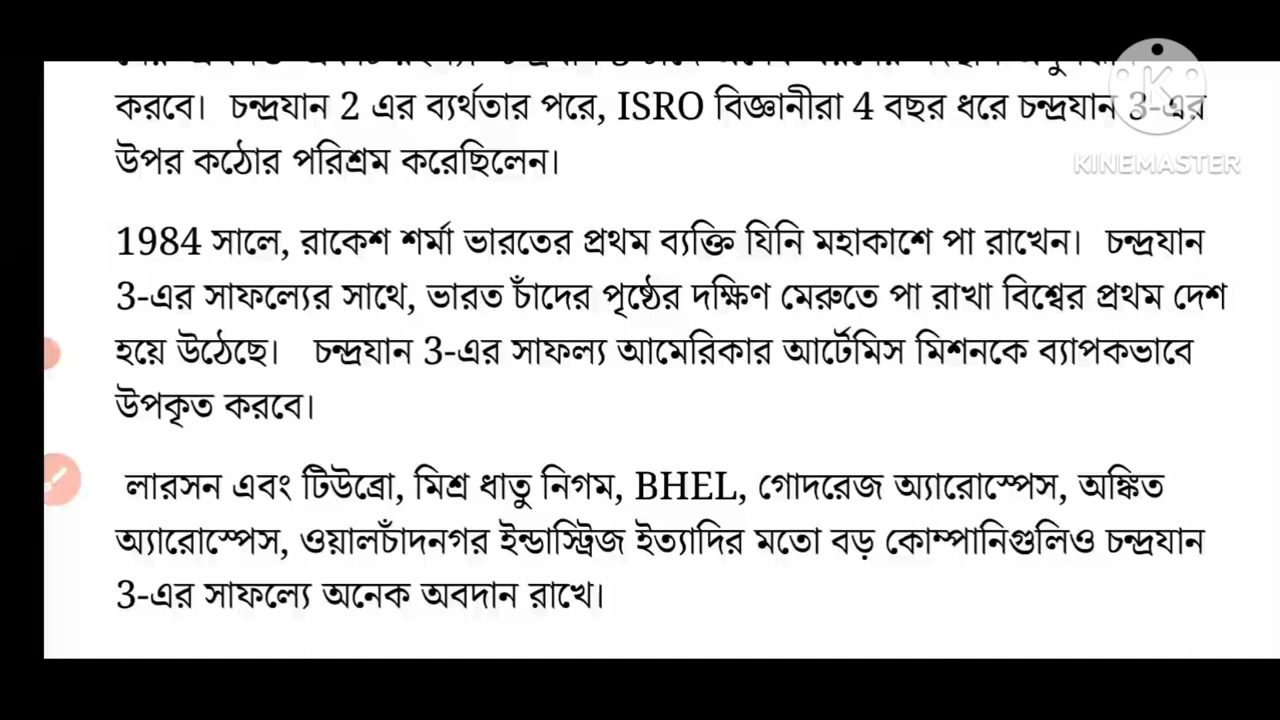 করবে। চন্দ্রযান 2 এর ব্যর্থতার পরে, ISRO বিজ্ঞানীরা 4 বছর ধরে চন্দ্রযান 3-এর
KINEMASTER
উপর কঠোর পরিশ্রম করেছিলেন।
1984 সালে, রাকেশ শর্মা ভারতের প্রথম ব্যক্তি যিনি মহাকাশে পা রাখেন। চন্দ্রযান
3-এর সাফল্যের সাথে, ভারত চাঁদের পৃষ্ঠের দক্ষিণ মেরুতে পা রাখা বিশ্বের প্রথম দেশ
হয়ে উঠেছে। চন্দ্রযান 3-এর সাফল্য আমেরিকার আর্টেমিস মিশনকে ব্যাপকভাবে
উপকৃত করবে।
লারসন এবং টিউব্রো, মিশ্র ধাতু নিগম, BHEL, গোদরেজ অ্যারোস্পেস, অঙ্কিত
অ্যারোস্পেস, ওয়ালচাঁদনগর ইন্ডাস্ট্রিজ ইত্যাদির মতো বড় কোম্পানিগুলিও চন্দ্রযান
3-এর সাফল্যে অনেক অবদান রাখে।